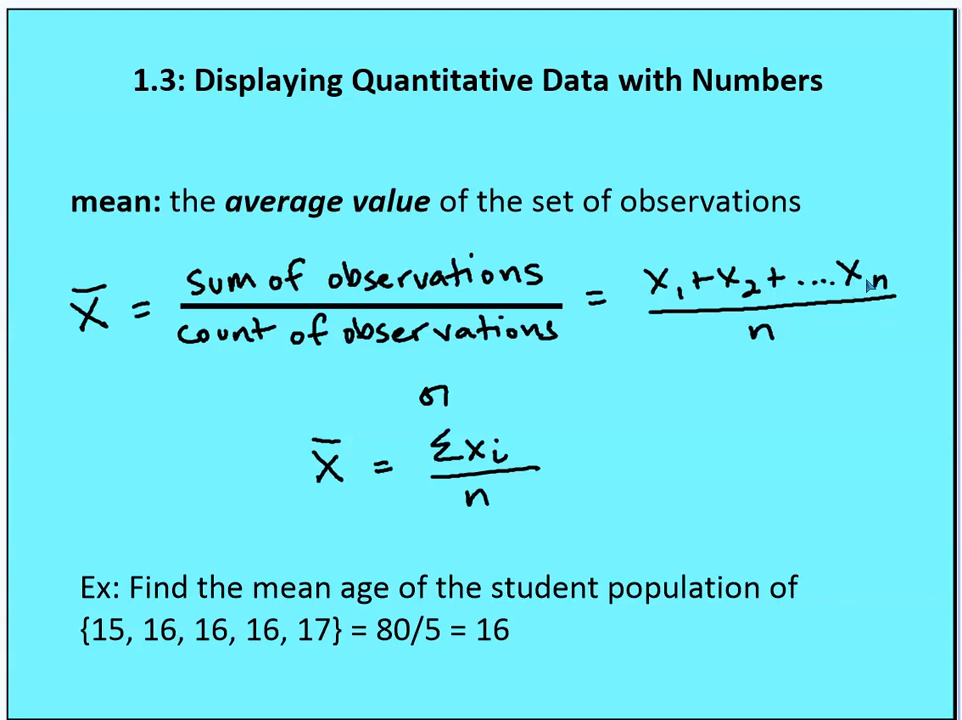 1.3: Displaying Quantitative Data with Numbers
mean: the average value of the set of observations
x̄ = sum of observations / count of observations = x₁+x₂+....xₙ / n
or
x̄ = Σxᵢ / n
Ex: Find the mean age of the student population of
{15, 16, 16, 16, 17} = 80/5 = 16